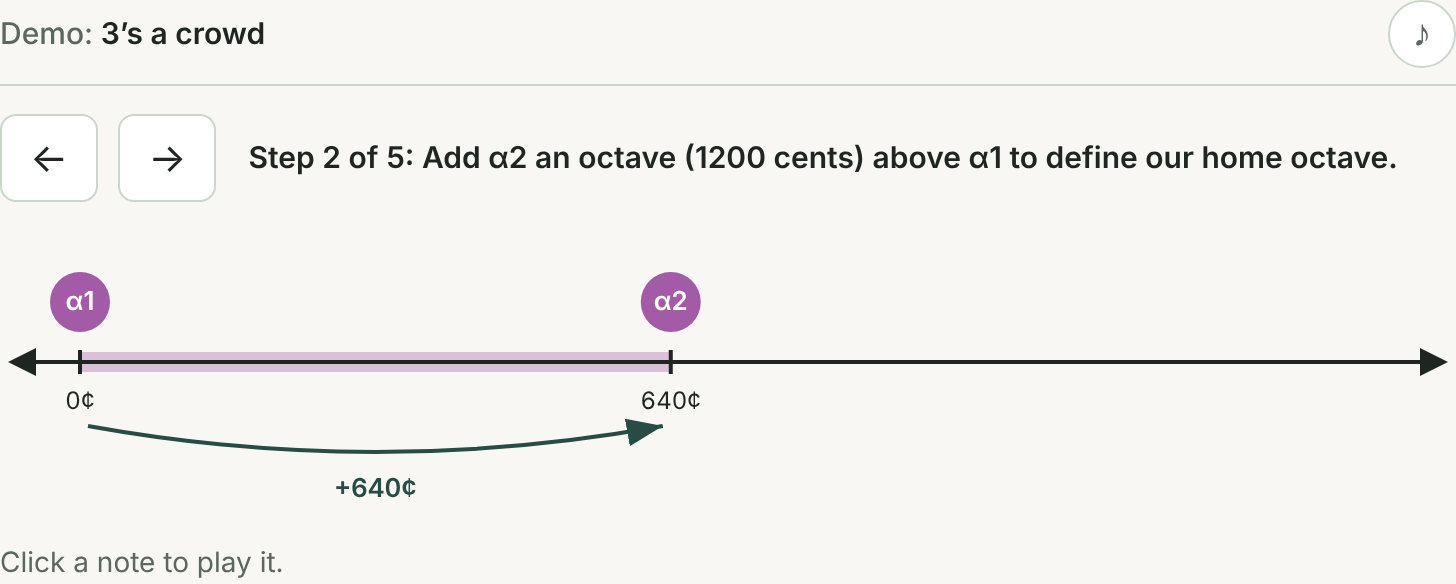 Demo: 3’s a crowd
♪
← → Step 2 of 5: Add α2 an octave (1200 cents) above α1 to define our home octave.
α1 α2
0¢ 640¢
+640¢
Click a note to play it.